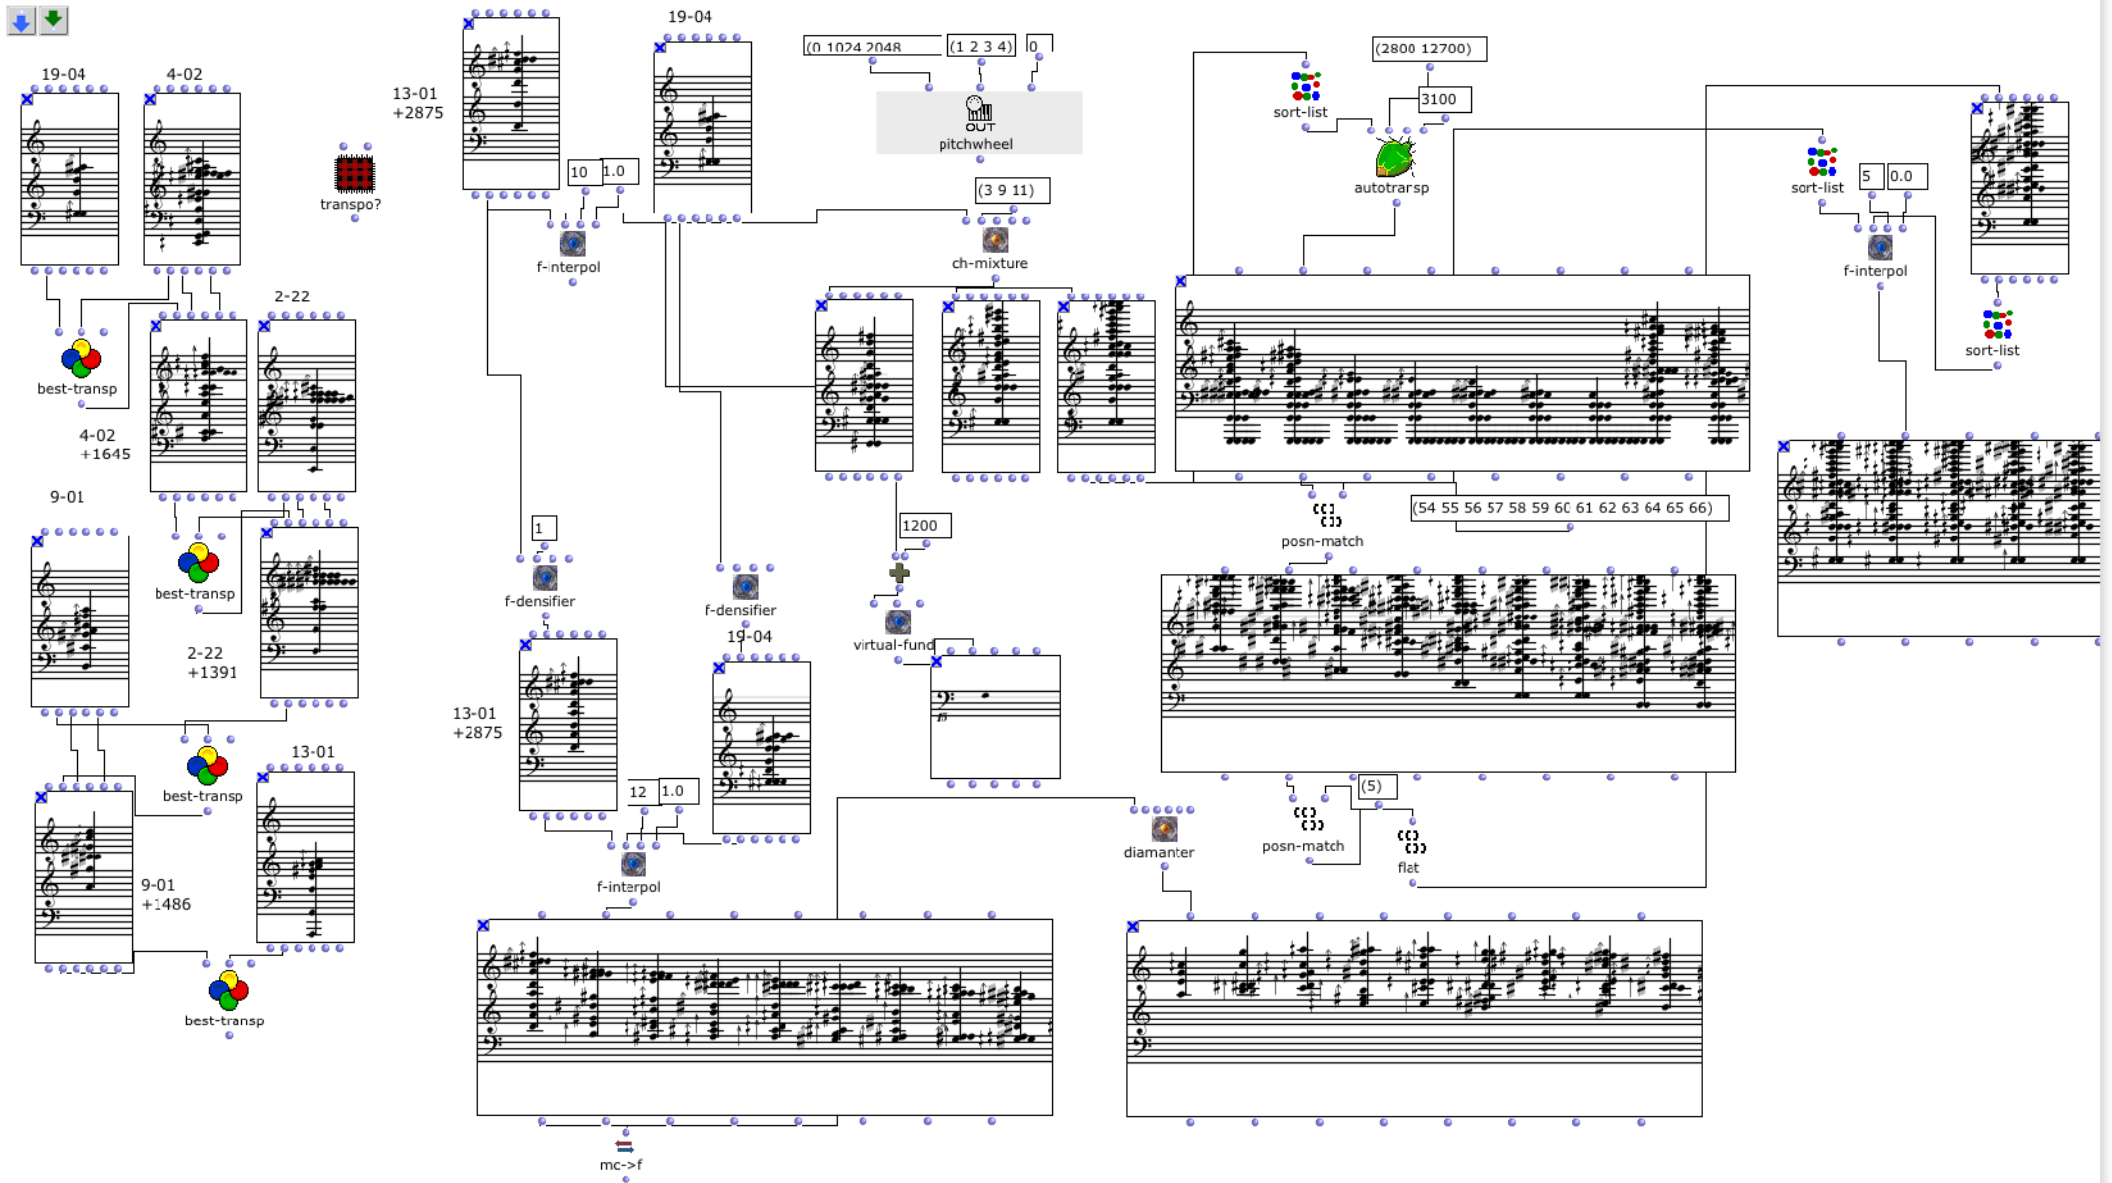 19-04
4-02
transpo?
best-transp
4-02
+1645
2-22
9-01
best-transp
2-22
+1391
best-transp
13-01
9-01
+1486
best-transp
13-01
+2875
19-04
10
1.0
f-interpol
(0 1024 2048
(1 2 3 4)
0
OUT
pitchwheel
(3 9 11)
ch-mixture
1
f-densifier
f-densifier
19-04
13-01
+2875
12
1.0
f-interpol
mc->f
1200
virtual-fund
15
sort-list
(2800 12700)
3100
autotransp
posn-match
(54 55 56 57 58 59 60 61 62 63 64 65 66)
posn-match
(5)
flat
diamanter
sort-list
5
0.0
f-interpol
sort-list